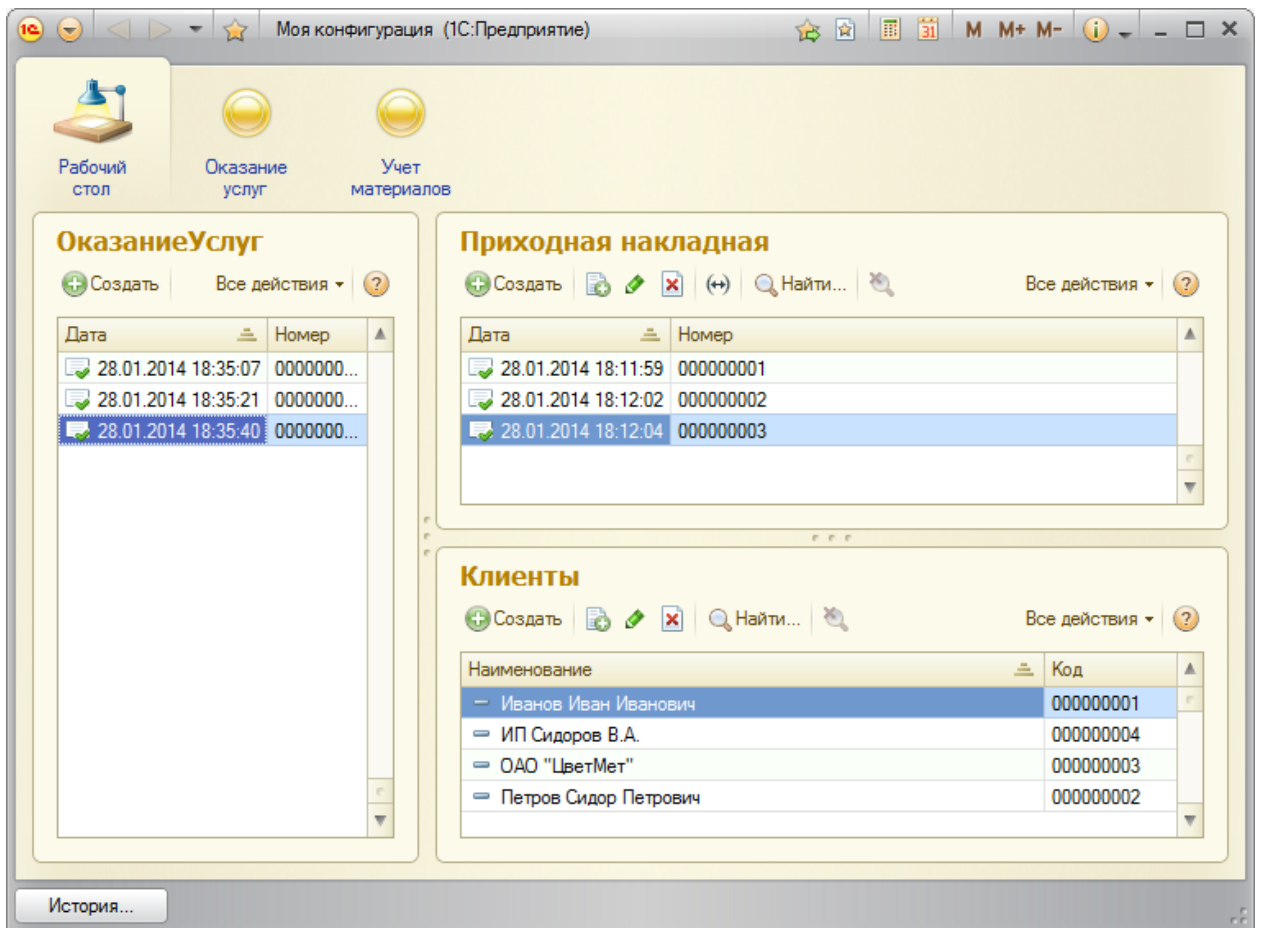 Моя конфигурация (1С:Предприятие)
31
M M+ M-
Рабочий стол
Оказание услуг
Учет материалов
ОказаниеУслуг
Создать Все действия
Дата Номер
28.01.2014 18:35:07 0000000...
28.01.2014 18:35:21 0000000...
28.01.2014 18:35:40 0000000...
Приходная накладная
Создать Найти... Все действия
Дата Номер
28.01.2014 18:11:59 000000001
28.01.2014 18:12:02 000000002
28.01.2014 18:12:04 000000003
Клиенты
Создать Найти... Все действия
Наименование Код
Иванов Иван Иванович 000000001
ИП Сидоров В.А. 000000004
ОАО "ЦветМет" 000000003
Петров Сидор Петрович 000000002
История...